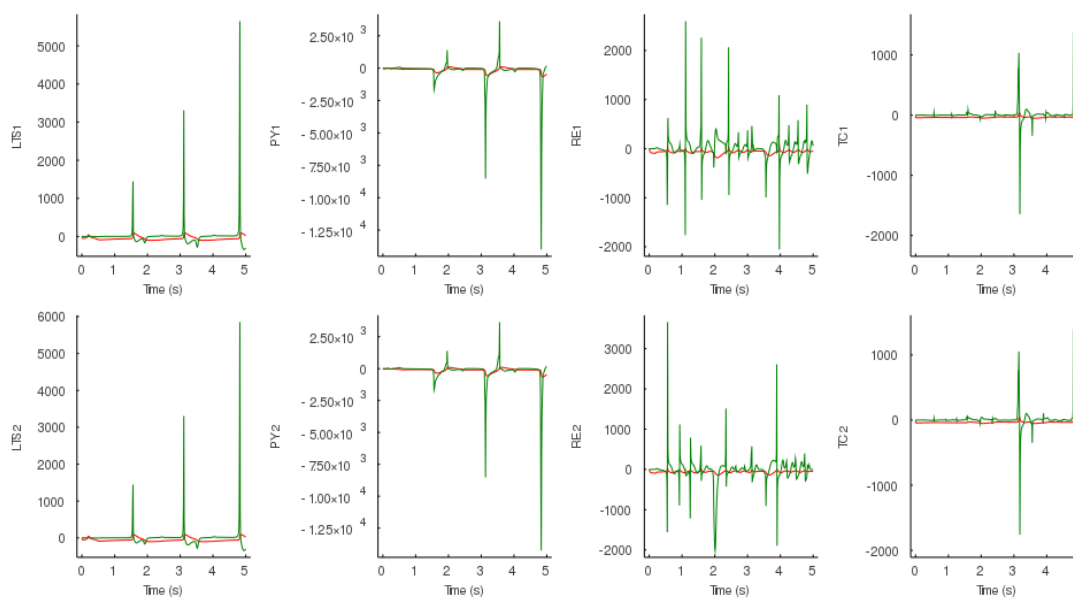 LTS1
5000
4000
3000
2000
1000
0
0 1 2 3 4 5
Time (s)
PY1
2.50×10 3
0
- 2.50×10 3
- 5.00×10 3
- 7.50×10 3
- 1.00×10 4
- 1.25×10 4
0 1 2 3 4 5
Time (s)
RE1
2000
1000
0
-1000
-2000
0 1 2 3 4 5
Time (s)
TC1
1000
0
-1000
-2000
0 1 2 3 4
Time (s)
LTS2
6000
5000
4000
3000
2000
1000
0
0 1 2 3 4 5
Time (s)
PY2
2.50×10 3
0
- 2.50×10 3
- 5.00×10 3
- 7.50×10 3
- 1.00×10 4
- 1.25×10 4
0 1 2 3 4 5
Time (s)
RE2
3000
2000
1000
0
-1000
-2000
-3000
0 1 2 3 4 5
Time (s)
TC2
1000
0
-1000
-2000
0 1 2 3 4
Time (s)